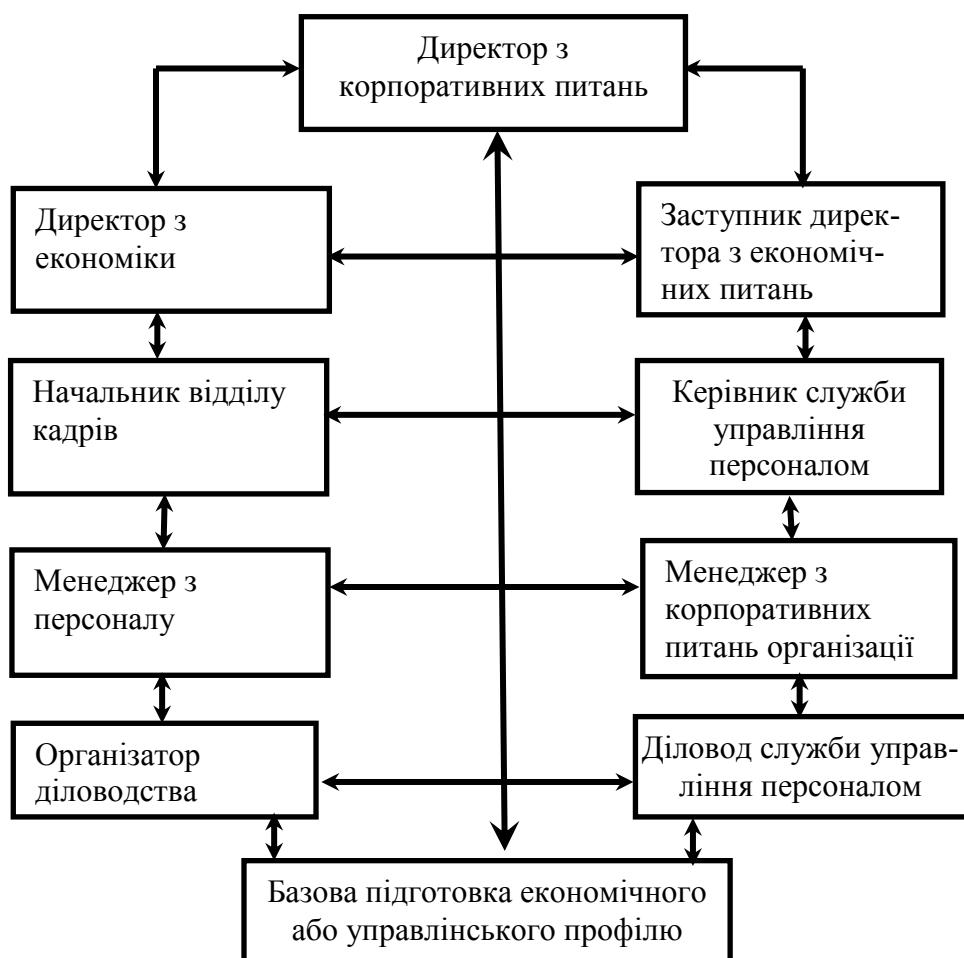 Директор з
корпоративних питань
Директор з
економіки
Заступник дирек-
тора з економіч-
них питань
Начальник відділу
кадрів
Керівник служби
управління
персоналом
Менеджер з
персоналу
Менеджер з
корпоративних
питань організації
Організатор
діловодства
Діловод служби управ-
ління персоналом
Базова підготовка економічного
або управлінського профілю